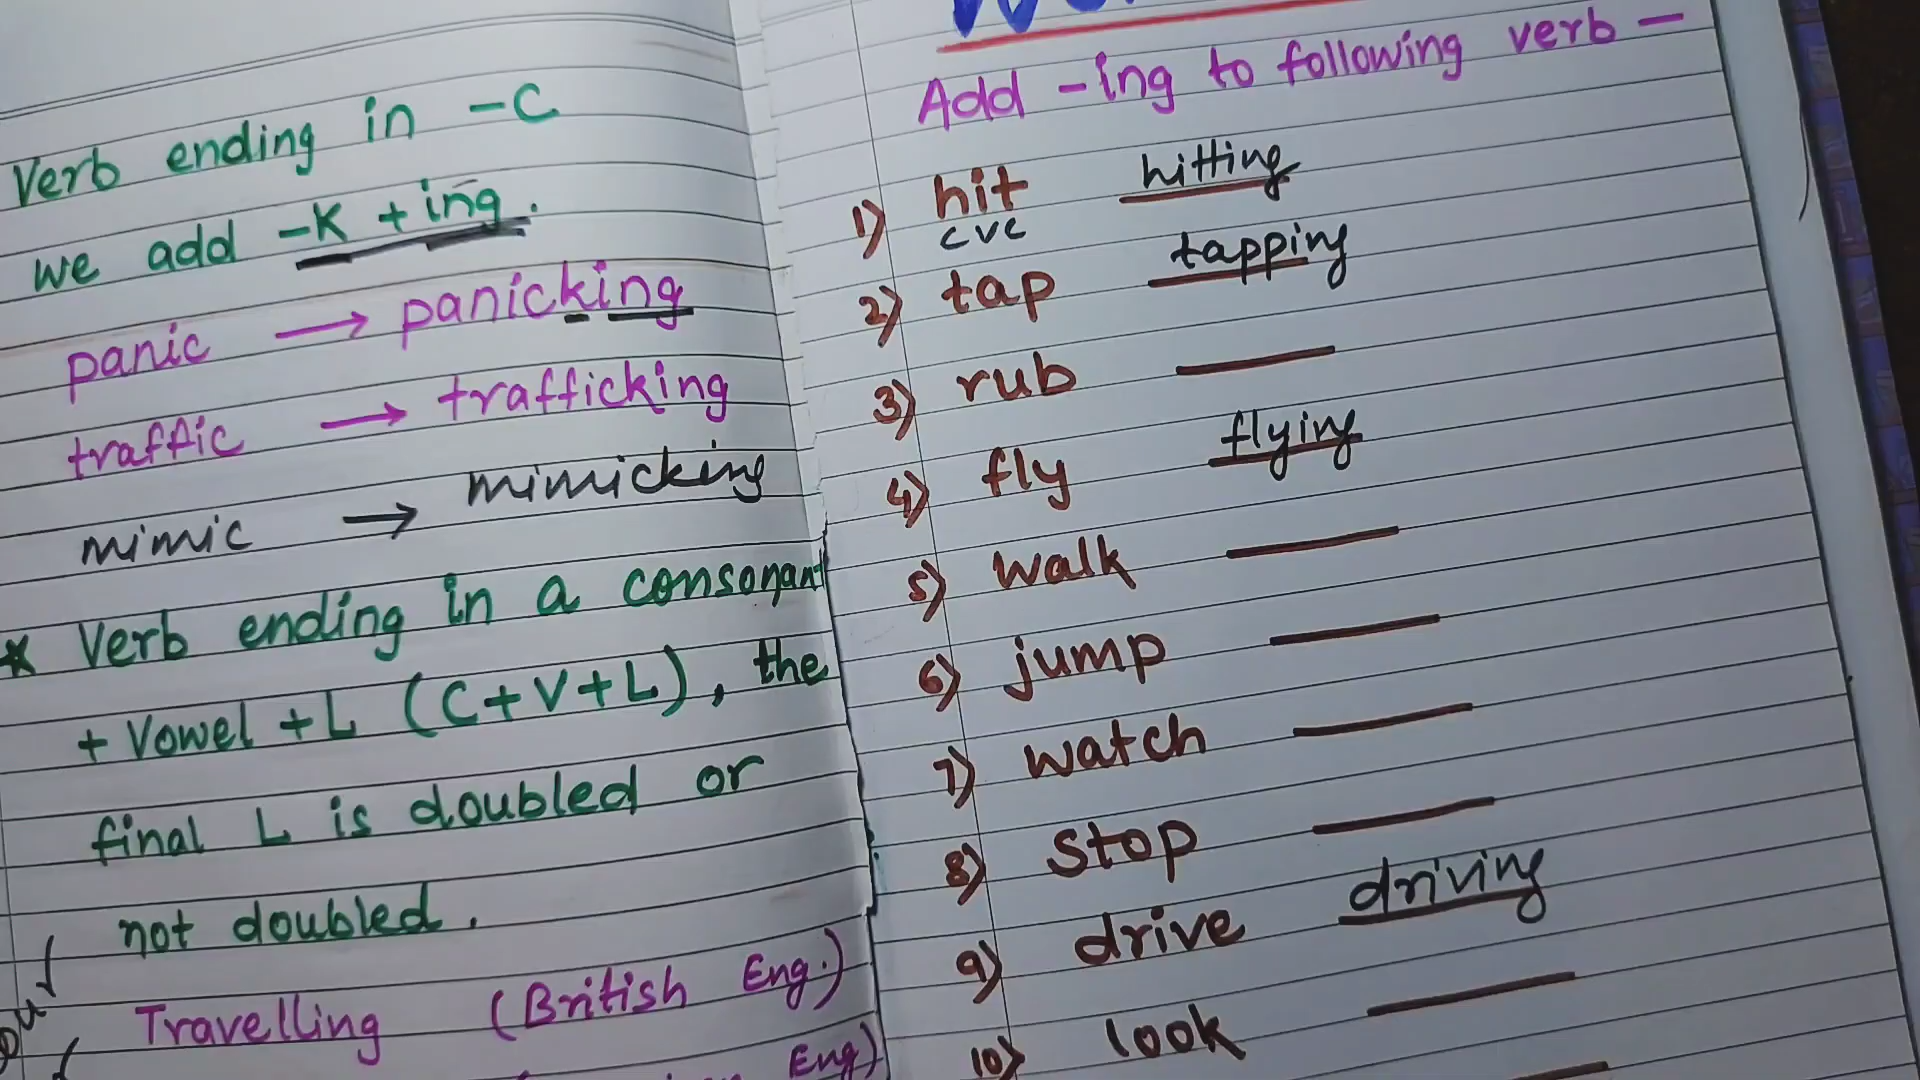 Verb ending in -C
we add -K + ing.
panic → panicking
traffic → trafficking
mimic → mimicking
* Verb ending in a consonant
+ Vowel + L (C+V+L), the
final L is doubled or
not doubled.
Travelling (British Eng.)
Eng)
Add -ing to following verb -
1) hit hitting
cvc
2) tap tapping
3) rub
4) fly flying
5) walk
6) jump
7) watch
8) stop
9) drive driving
10) look